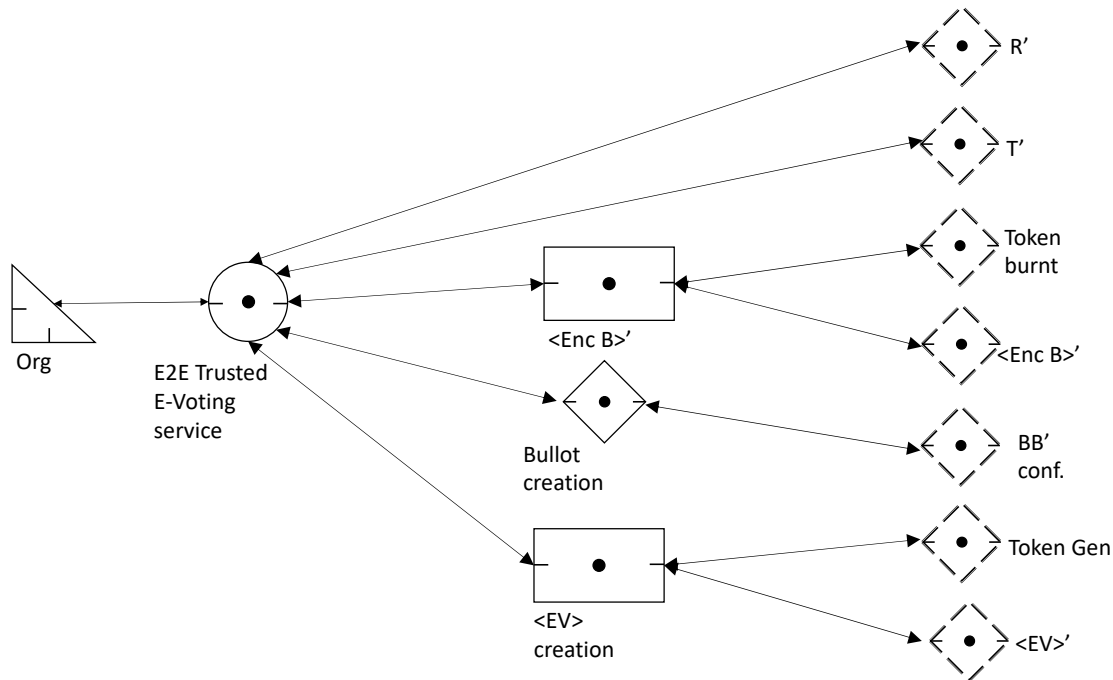 R’
T’
Token
burnt
<Enc B>’
<Enc B>’
Org
E2E Trusted
E-Voting
service
Bullot
creation
BB’
conf.
Token Gen
<EV>
creation
<EV>’